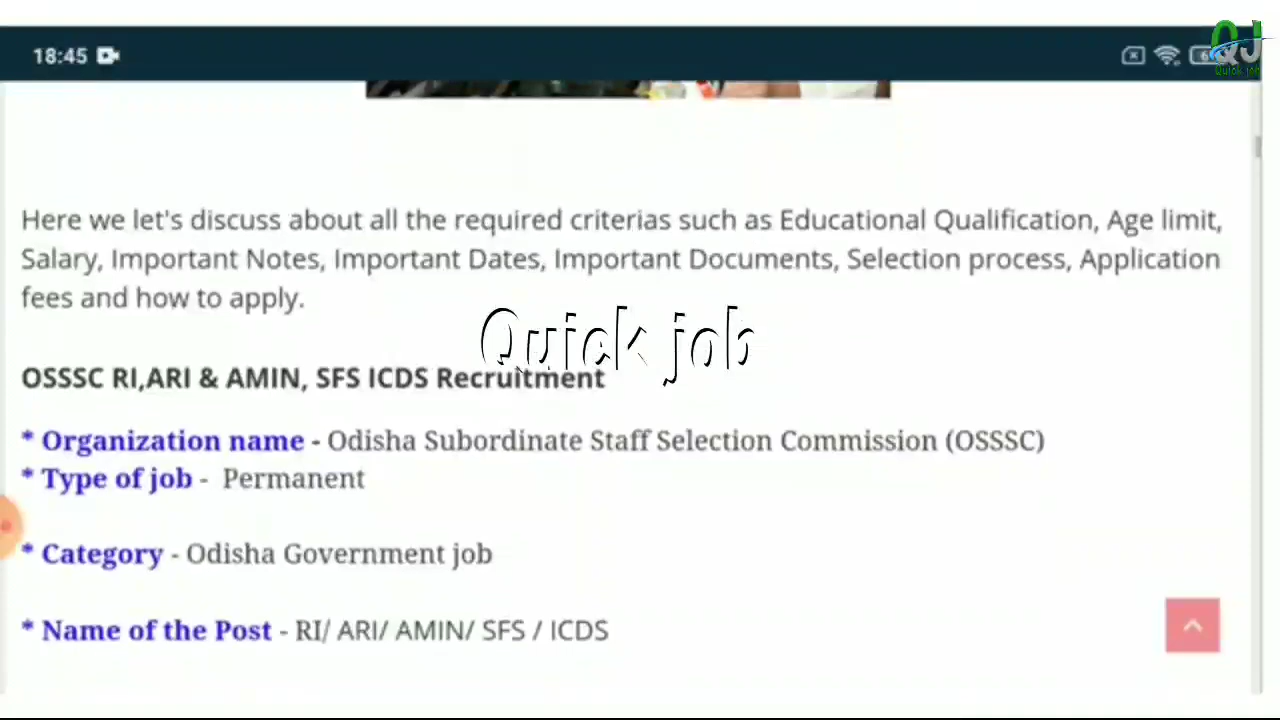 18:45
QJ
Quick job
Here we let's discuss about all the required criterias such as Educational Qualification, Age limit,
Salary, Important Notes, Important Dates, Important Documents, Selection process, Application
fees and how to apply.
Quick job
OSSSC RI,ARI & AMIN, SFS ICDS Recruitment
* Organization name - Odisha Subordinate Staff Selection Commission (OSSSC)
* Type of job - Permanent
* Category - Odisha Government job
* Name of the Post - RI/ ARI/ AMIN/ SFS / ICDS